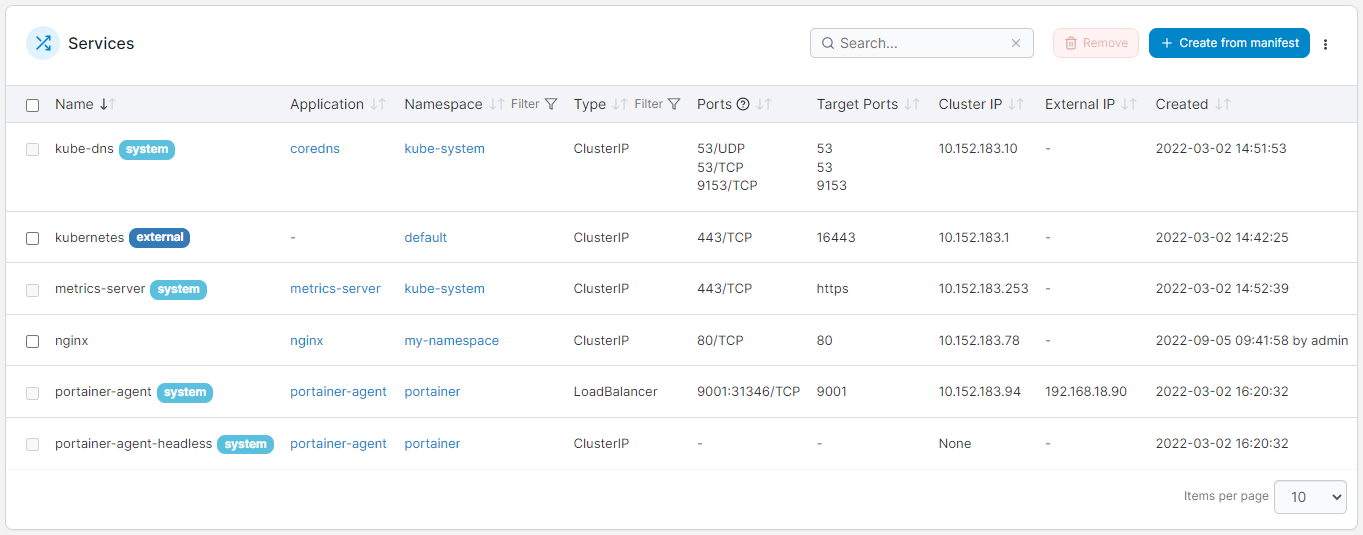 Services Search... Remove Create from manifest
Name Application Namespace Filter Type Filter Ports Target Ports Cluster IP External IP Created
kube-dns system coredns kube-system ClusterIP 53/UDP 53 10.152.183.10 - 2022-03-02 14:51:53
53/TCP 53
9153/TCP 9153
kubernetes external - default ClusterIP 443/TCP 16443 10.152.183.1 - 2022-03-02 14:42:25
metrics-server system metrics-server kube-system ClusterIP 443/TCP https 10.152.183.253 - 2022-03-02 14:52:39
nginx nginx my-namespace ClusterIP 80/TCP 80 10.152.183.78 - 2022-09-05 09:41:58 by admin
portainer-agent system portainer-agent portainer LoadBalancer 9001:31346/TCP 9001 10.152.183.94 192.168.18.90 2022-03-02 16:20:32
portainer-agent-headless system portainer-agent portainer ClusterIP - - None - 2022-03-02 16:20:32
Items per page 10